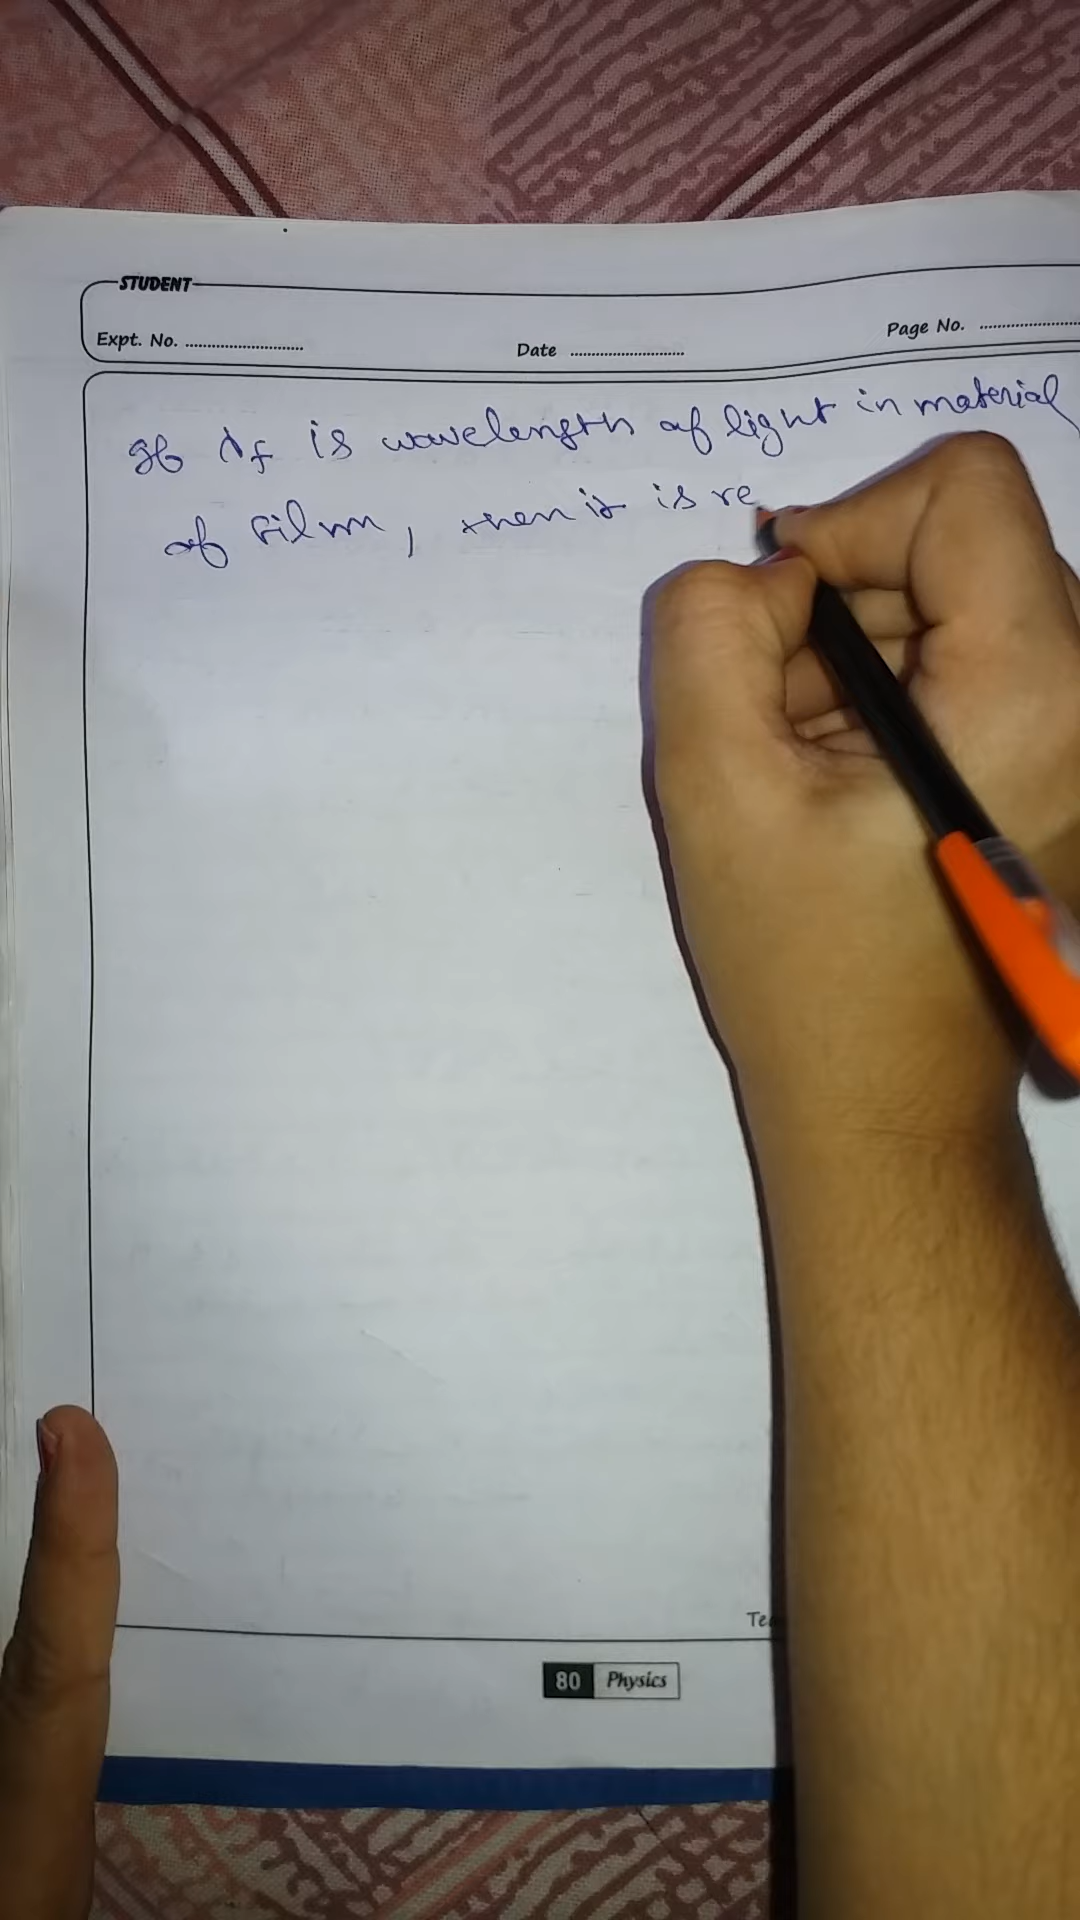 STUDENT
Expt. No. ............................
Date ............................
Page No. ........................
If λf is wavelength of light in material
of film, then it is re
Tea
80 Physics